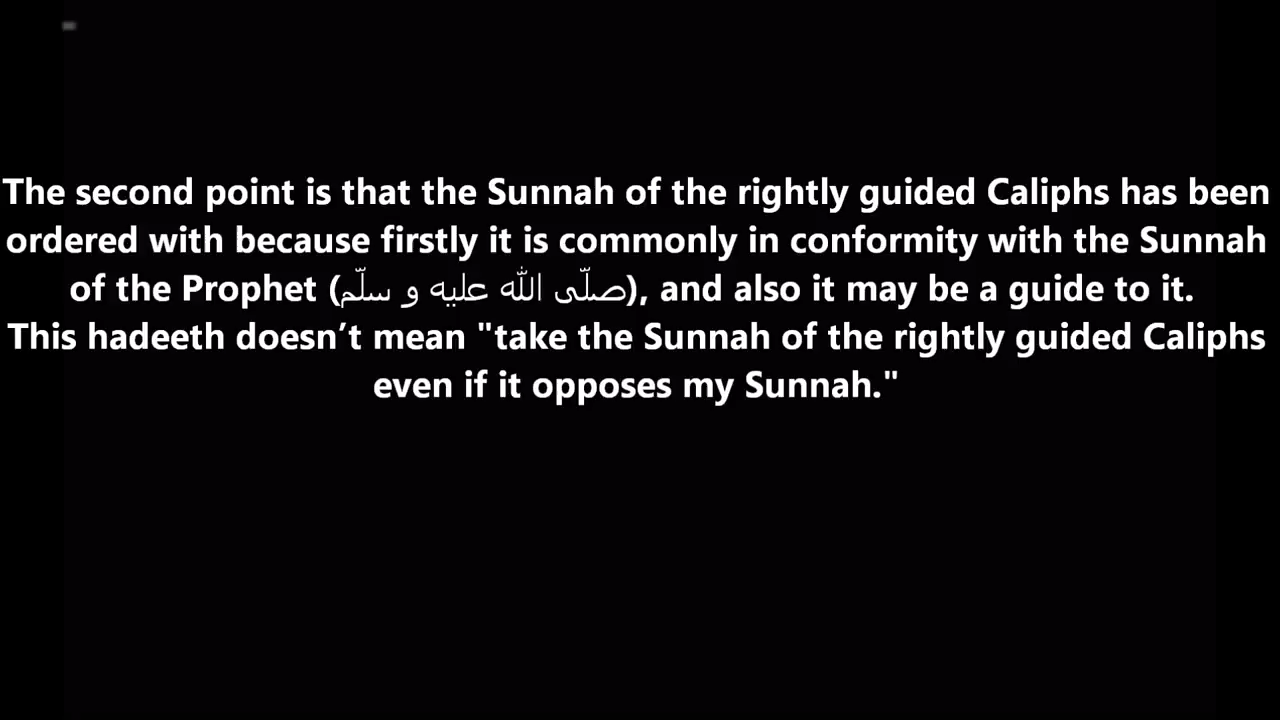 The second point is that the Sunnah of the rightly guided Caliphs has been
ordered with because firstly it is commonly in conformity with the Sunnah
of the Prophet (صلّى الله عليه و سلّم), and also it may be a guide to it.
This hadeeth doesn’t mean "take the Sunnah of the rightly guided Caliphs
even if it opposes my Sunnah."